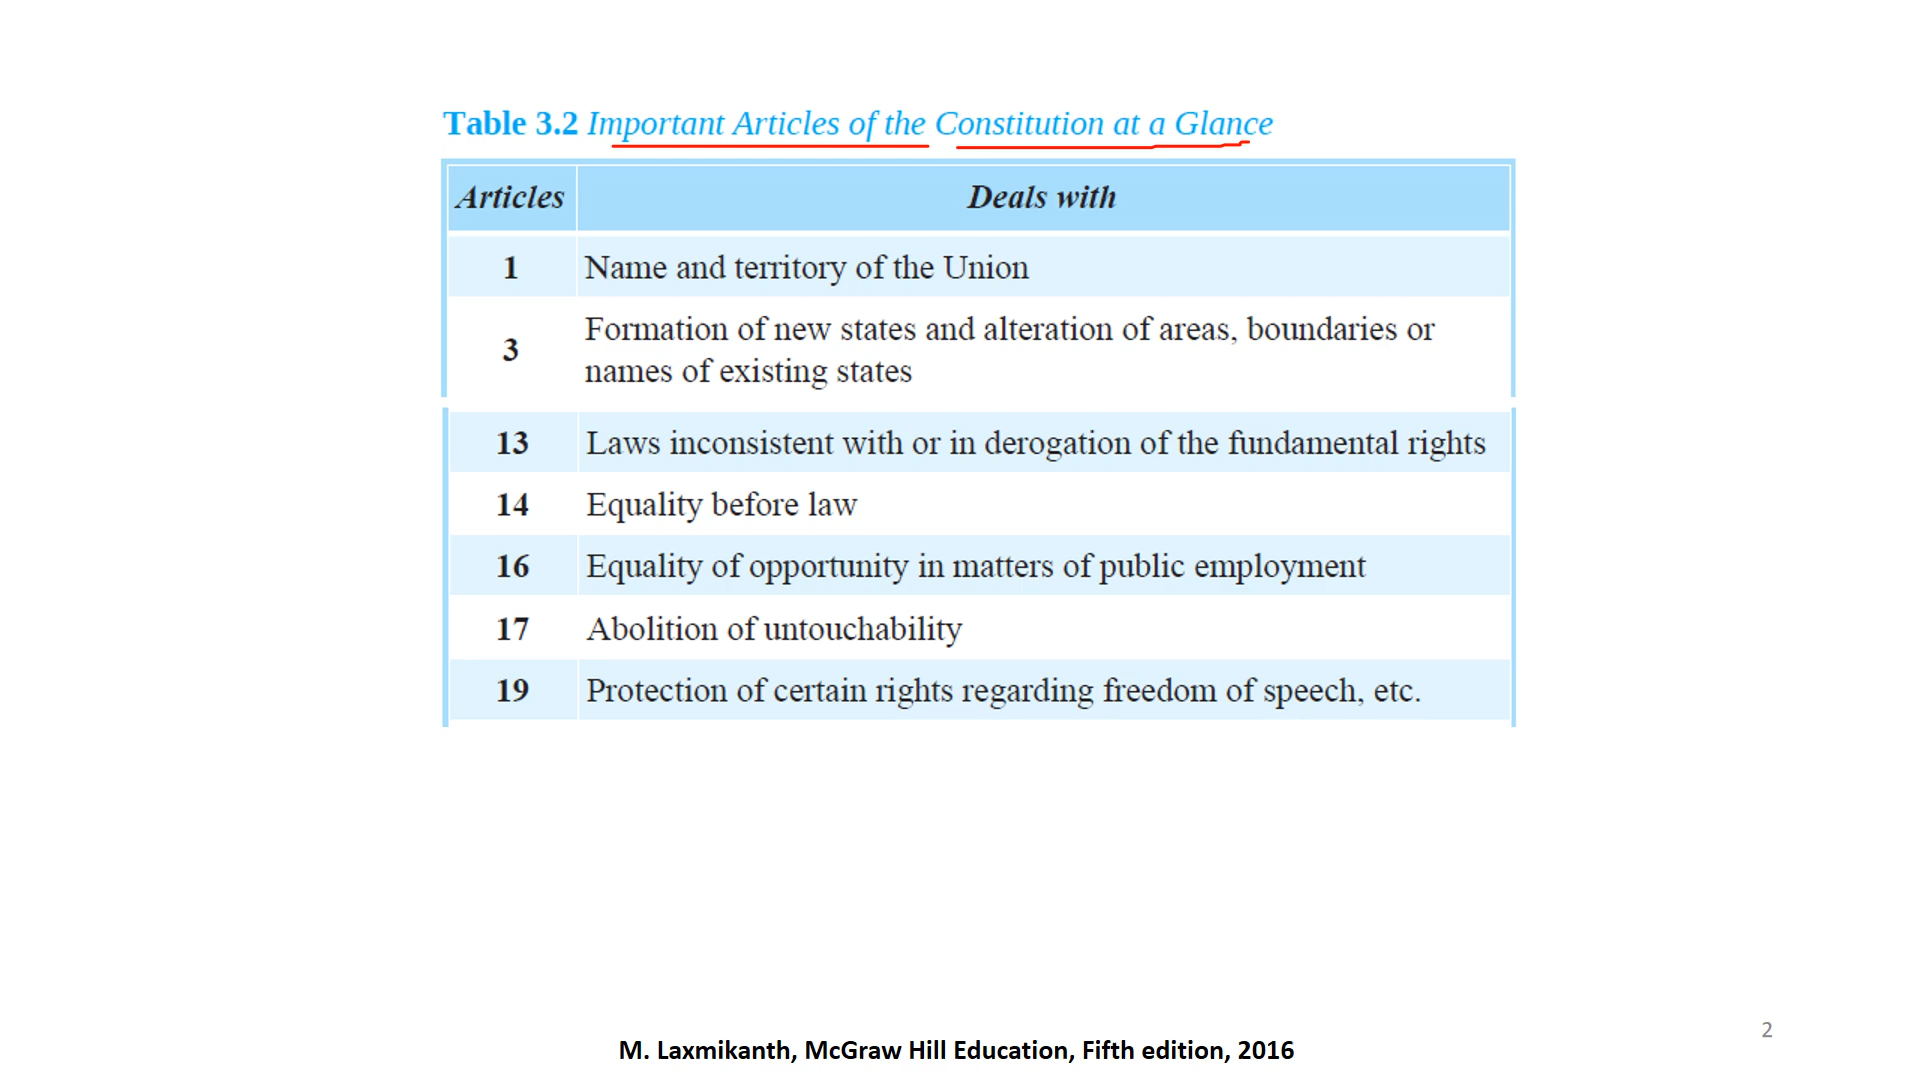 Table 3.2 Important Articles of the Constitution at a Glance
Articles Deals with
1 Name and territory of the Union
3 Formation of new states and alteration of areas, boundaries or
names of existing states
13 Laws inconsistent with or in derogation of the fundamental rights
14 Equality before law
16 Equality of opportunity in matters of public employment
17 Abolition of untouchability
19 Protection of certain rights regarding freedom of speech, etc.
2
M. Laxmikanth, McGraw Hill Education, Fifth edition, 2016